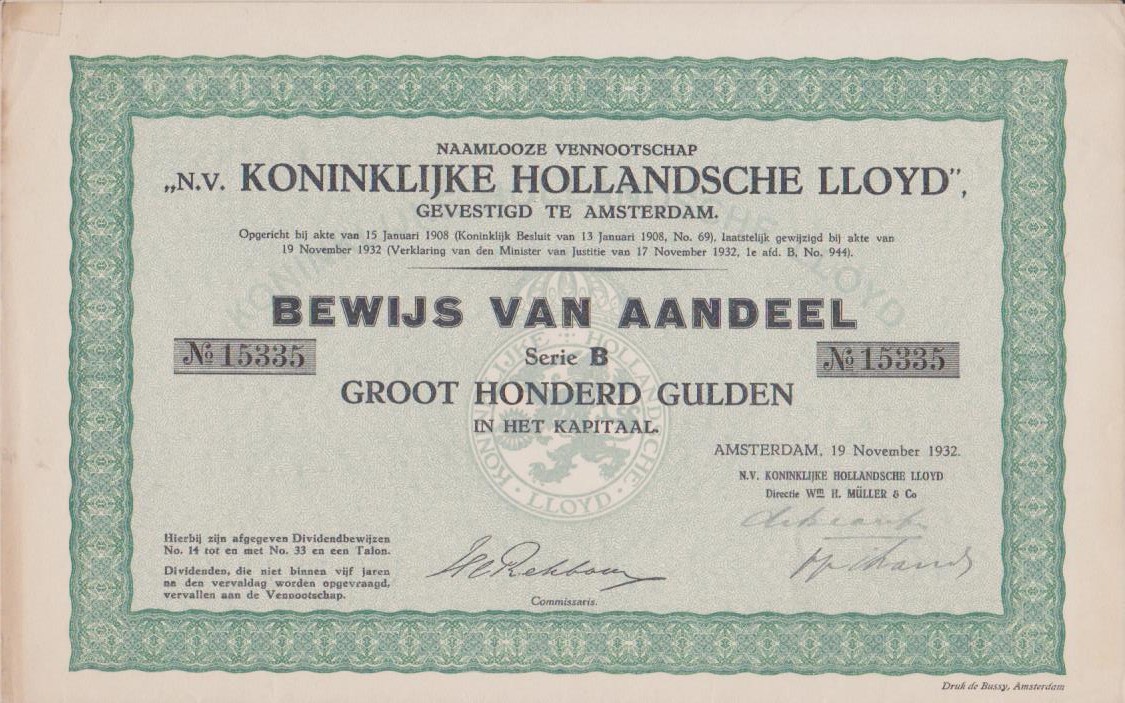 NAAMLOOZE VENNOOTSCHAP
„N.V. KONINKLIJKE HOLLANDSCHE LLOYD”,
GEVESTIGD TE AMSTERDAM.
Opgericht bij akte van 15 Januari 1908 (Koninklijk Besluit van 13 Januari 1908, No. 69), laatstelijk gewijzigd bij akte van
19 November 1932 (Verklaring van den Minister van Justitie van 17 November 1932, 1e afd. B, No. 944).
BEWIJS VAN AANDEEL
No 15335
Serie B
No 15335
GROOT HONDERD GULDEN
IN HET KAPITAAL.
KONINKLIJKE HOLLANDSCHE
· LLOYD ·
AMSTERDAM, 19 November 1932.
N.V. KONINKLIJKE HOLLANDSCHE LLOYD
Directie Wm H. MÜLLER & Co
Hierbij zijn afgegeven Dividendbewijzen
No. 14 tot en met No. 33 en een Talon.
Dividenden, die niet binnen vijf jaren
na den vervaldag worden opgevraagd,
vervallen aan de Vennootschap.
Commissaris.
Druk de Bussy, Amsterdam